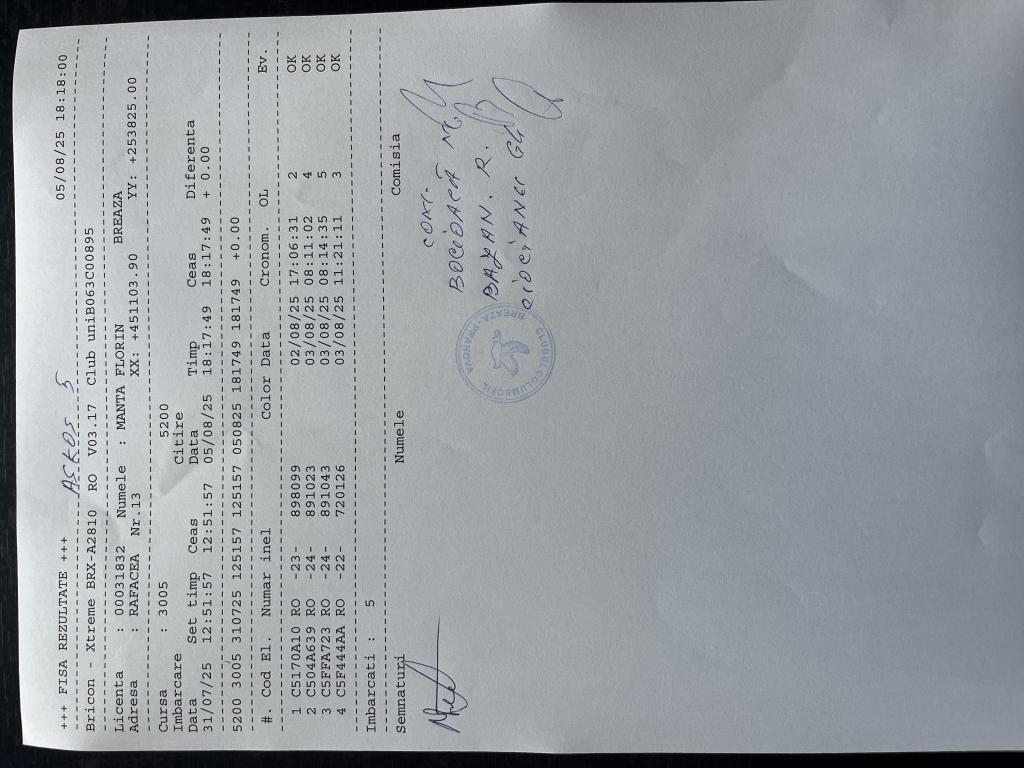 +++ FISA REZULTATE +++ 05/08/25 18:18:00
ASKOS 5
Bricon - Xtreme BRX-A2810 RO V03.17 Club uniB063C00895
Licenta : 00031832 Numele : MANTA FLORIN BREAZA
Adresa : RAFACEA Nr.13 XX: +451103.90 YY: +253825.00
Cursa : 3005 5200
Imbarcare Citire
Data Set timp Ceas Data Timp Ceas Diferenta
31/07/25 12:51:57 12:51:57 05/08/25 18:17:49 18:17:49 + 0.00
5200 3005 310725 125157 125157 050825 181749 181749 +0.00
#. Cod El. Numar inel Color Data Cronom. OL Ev.
1 C5170A10 RO -23- 898099 02/08/25 17:06:31 2 OK
2 C504A639 RO -24- 891023 03/08/25 08:11:02 4 OK
3 C5FFA723 RO -24- 891043 03/08/25 08:14:35 5 OK
4 C5F444AA RO -22- 720126 03/08/25 11:21:11 3 OK
Imbarcati : 5
Semnaturi Numele Comisia
CLUBUL COLUMBOFIL
BREAZA-PRAHOVA